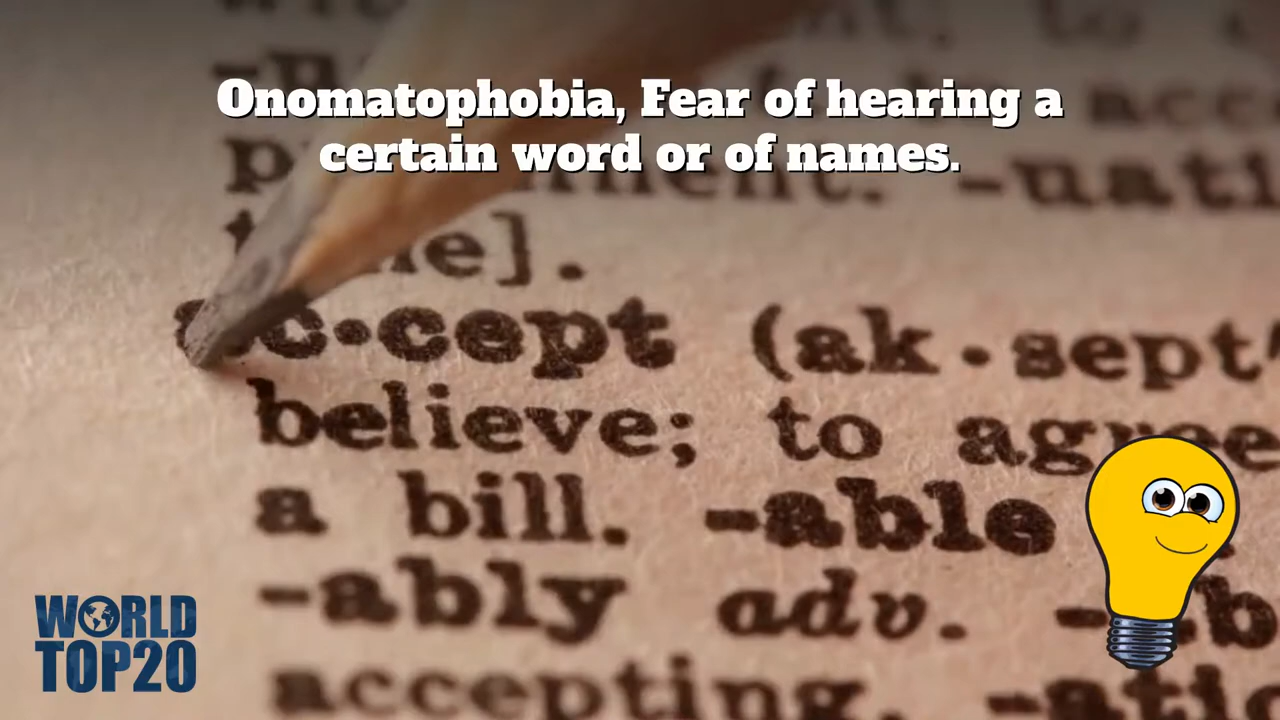 Onomatophobia, Fear of hearing a
certain word or of names.
c·cept (ak·sept
believe; to agree
a bill. -able
-ably adv.
accepting.
WORLD
TOP20